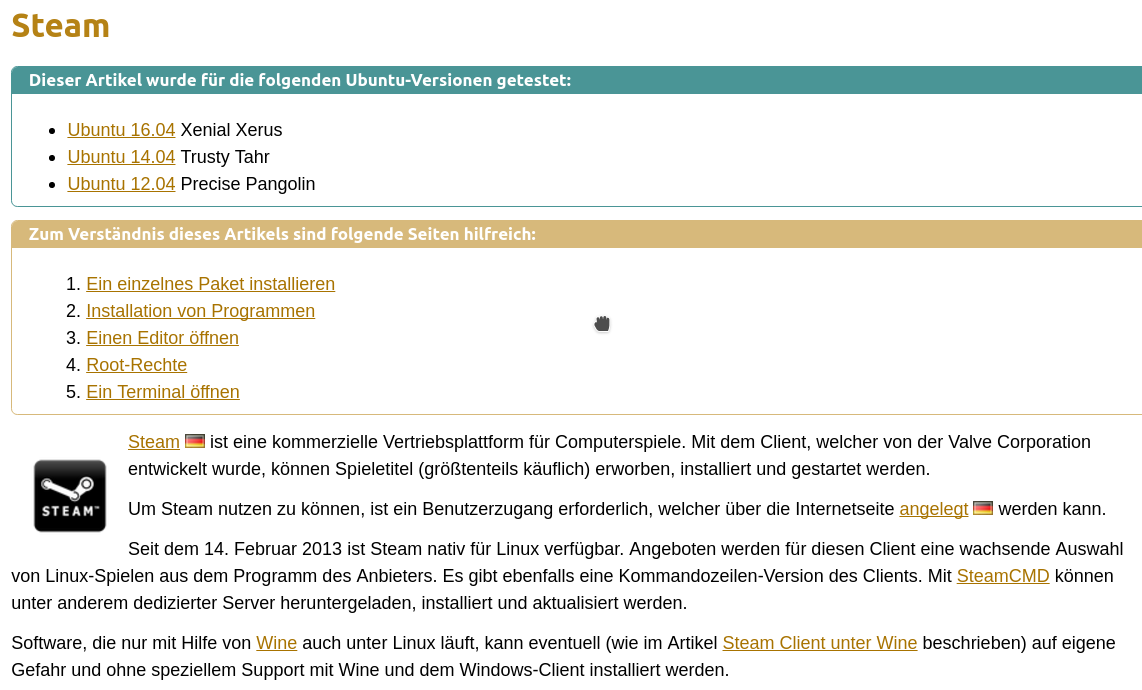 Steam
Dieser Artikel wurde für die folgenden Ubuntu-Versionen getestet:
Ubuntu 16.04 Xenial Xerus
Ubuntu 14.04 Trusty Tahr
Ubuntu 12.04 Precise Pangolin
Zum Verständnis dieses Artikels sind folgende Seiten hilfreich:
1. Ein einzelnes Paket installieren
2. Installation von Programmen
3. Einen Editor öffnen
4. Root-Rechte
5. Ein Terminal öffnen
STEAM™
Steam ist eine kommerzielle Vertriebsplattform für Computerspiele. Mit dem Client, welcher von der Valve Corporation
entwickelt wurde, können Spieletitel (größtenteils käuflich) erworben, installiert und gestartet werden.
Um Steam nutzen zu können, ist ein Benutzerzugang erforderlich, welcher über die Internetseite angelegt werden kann.
Seit dem 14. Februar 2013 ist Steam nativ für Linux verfügbar. Angeboten werden für diesen Client eine wachsende Auswahl
von Linux-Spielen aus dem Programm des Anbieters. Es gibt ebenfalls eine Kommandozeilen-Version des Clients. Mit SteamCMD können
unter anderem dedizierter Server heruntergeladen, installiert und aktualisiert werden.
Software, die nur mit Hilfe von Wine auch unter Linux läuft, kann eventuell (wie im Artikel Steam Client unter Wine beschrieben) auf eigene
Gefahr und ohne speziellem Support mit Wine und dem Windows-Client installiert werden.